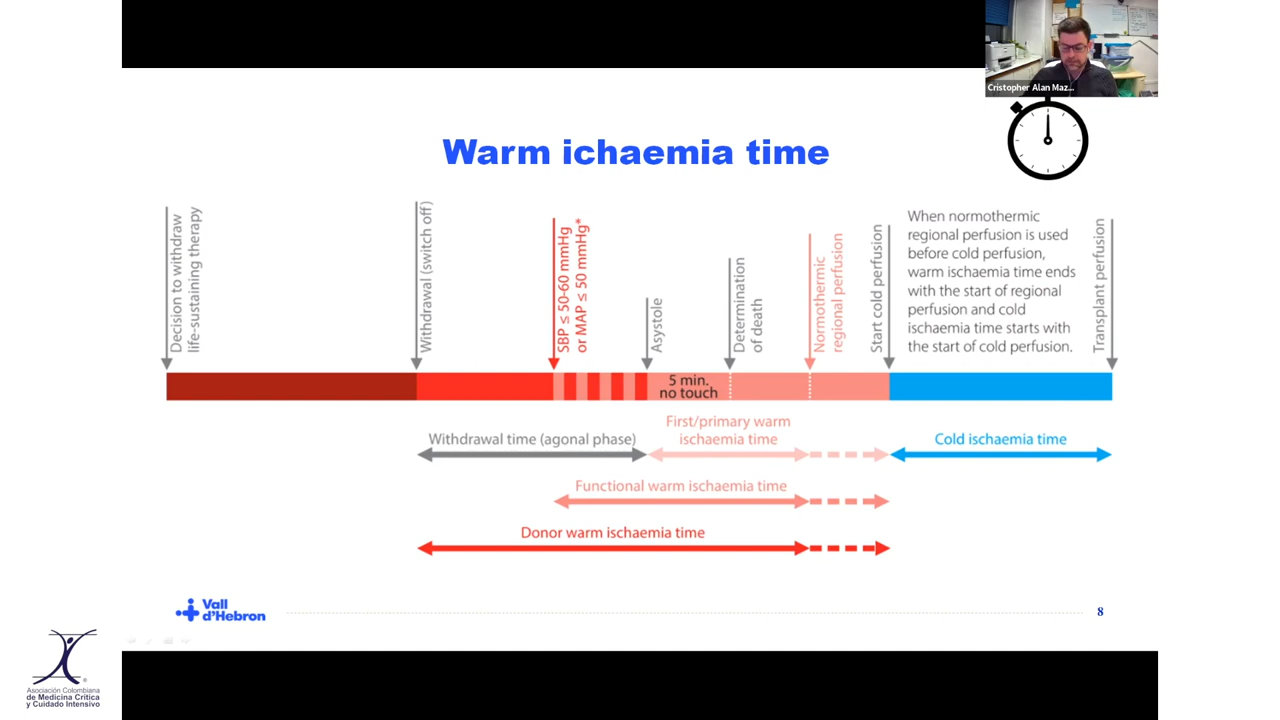 Cristopher Alan Maz...
Warm ichaemia time
Decision to withdraw
life-sustaining therapy
Withdrawal (switch off)
SBP ≤ 50-60 mmHg
or MAP ≤ 50 mmHg*
Asystole
Determination
of death
Normothermic
regional perfusion
Start cold perfusion
When normothermic
regional perfusion is used
before cold perfusion,
warm ischaemia time ends
with the start of regional
perfusion and cold
ischaemia time starts with
the start of cold perfusion.
Transplant perfusion
5 min.
no touch
First/primary warm
ischaemia time
Withdrawal time (agonal phase)
Cold ischaemia time
Functional warm ischaemia time
Donor warm ischaemia time
Vall
d'Hebron
8
Asociación Colombiana
de Medicina Crítica
y Cuidado Intensivo